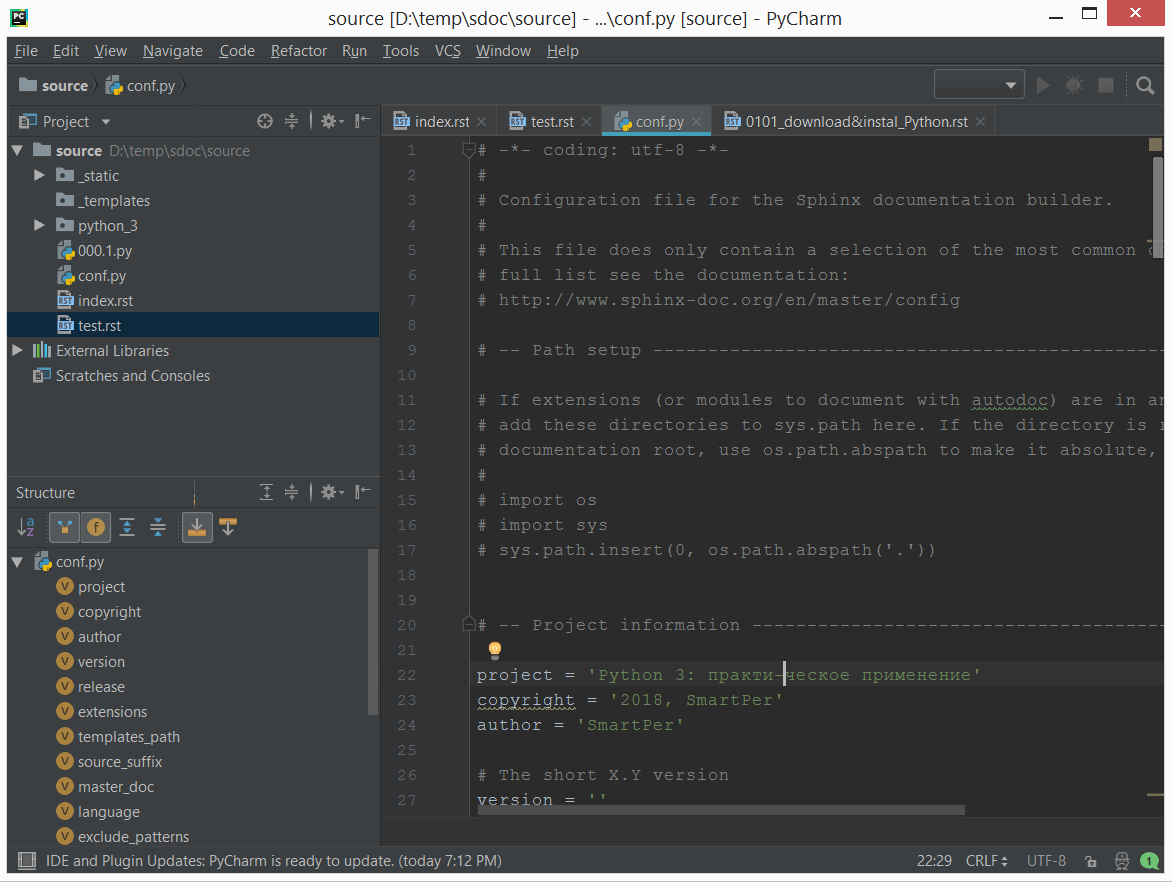 source [D:\temp\sdoc\source] - ...\conf.py [source] - PyCharm
File Edit View Navigate Code Refactor Run Tools VCS Window Help
source conf.py
Project
index.rst test.rst conf.py 0101_download&instal_Python.rst
source D:\temp\sdoc\source
_static
_templates
python_3
000.1.py
conf.py
index.rst
test.rst
External Libraries
Scratches and Consoles
Structure
conf.py
project
copyright
author
version
release
extensions
templates_path
source_suffix
master_doc
language
exclude_patterns
1 # -*- coding: utf-8 -*-
2 #
3 # Configuration file for the Sphinx documentation builder.
4 #
5 # This file does only contain a selection of the most common
6 # full list see the documentation:
7 # http://www.sphinx-doc.org/en/master/config
8
9 # -- Path setup --------------------------------------------
10
11 # If extensions (or modules to document with autodoc) are in
12 # add these directories to sys.path here. If the directory is
13 # documentation root, use os.path.abspath to make it absolute,
14 #
15 # import os
16 # import sys
17 # sys.path.insert(0, os.path.abspath('.'))
18
19
20 # -- Project information -----------------------------------
21
22 project = 'Python 3: практи-ческое применение'
23 copyright = '2018, SmartPer'
24 author = 'SmartPer'
25
26 # The short X.Y version
27 version = ''
IDE and Plugin Updates: PyCharm is ready to update. (today 7:12 PM) 22:29 CRLF UTF-8 1